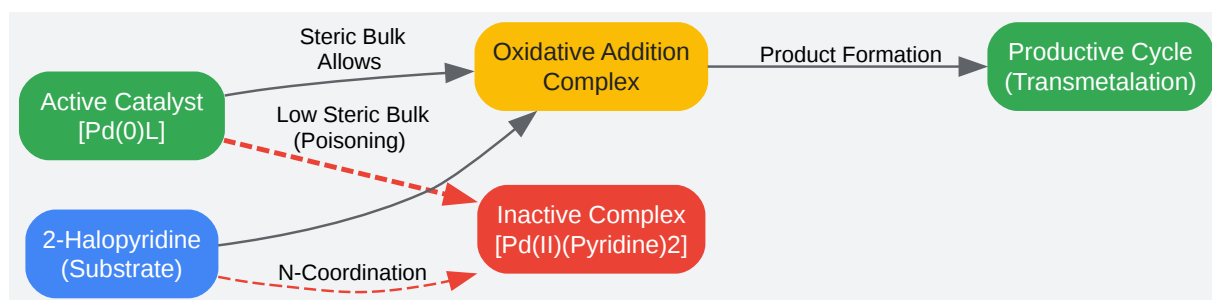 Steric Bulk
Allows
Oxidative Addition
Complex
Product Formation
Productive Cycle
(Transmetalation)
Active Catalyst
[Pd(0)L]
Low Steric Bulk
(Poisoning)
2-Halopyridine
(Substrate)
N-Coordination
Inactive Complex
[Pd(II)(Pyridine)2]